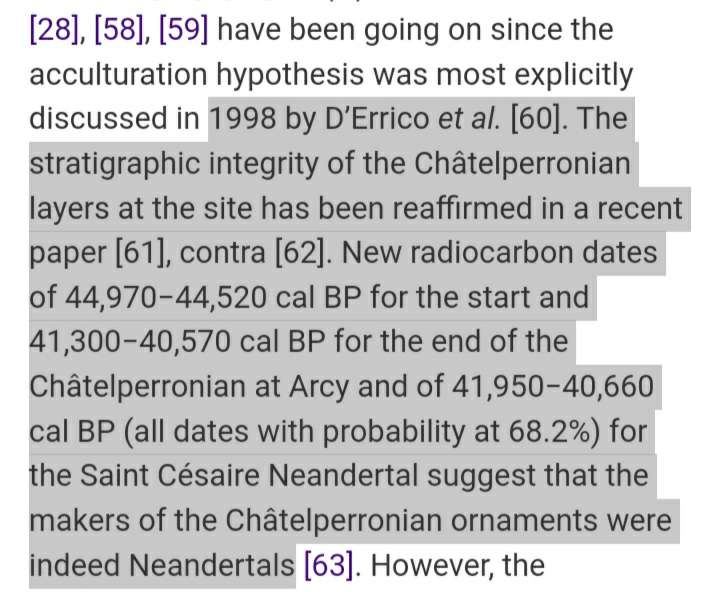 [28], [58], [59] have been going on since the
acculturation hypothesis was most explicitly
discussed in 1998 by D’Errico et al. [60]. The
stratigraphic integrity of the Châtelperronian
layers at the site has been reaffirmed in a recent
paper [61], contra [62]. New radiocarbon dates
of 44,970–44,520 cal BP for the start and
41,300–40,570 cal BP for the end of the
Châtelperronian at Arcy and of 41,950–40,660
cal BP (all dates with probability at 68.2%) for
the Saint Césaire Neandertal suggest that the
makers of the Châtelperronian ornaments were
indeed Neandertals [63]. However, the